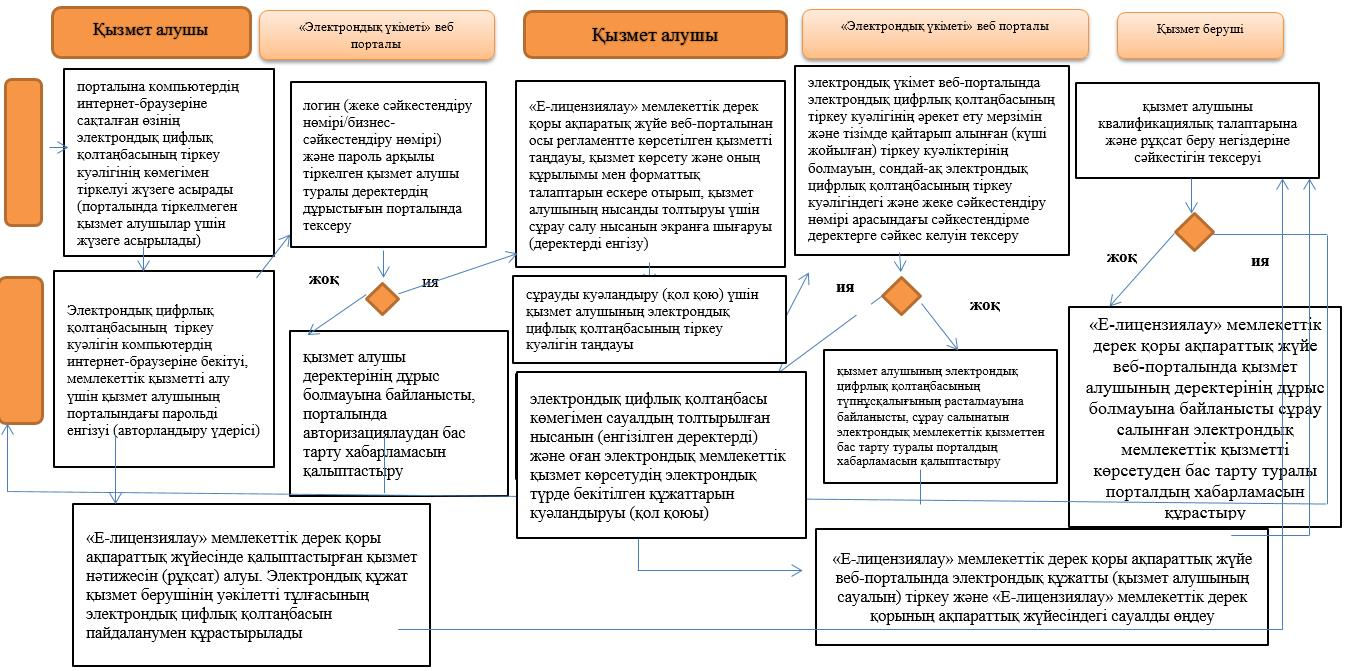 Қызмет алушы
«Электрондық үкіметі» веб
порталы
Қызмет алушы
«Электрондық үкіметі» веб порталы
Қызмет беруші
порталына компьютердің
интернет-браузеріне
сақталған өзінің
электрондық цифлық
қолтаңбасының тіркеу
куәлігінің көмегімен
тіркелуі жүзеге асырады
(порталында тіркелмеген
қызмет алушылар үшін
жүзеге асырылады)
логин (жеке сәйкестендіру
нөмірі/бизнес-
сәйкестендіру нөмірі)
және пароль арқылы
тіркелген қызмет алушы
туралы деректердің
дұрыстығын порталында
тексеру
«Е-лицензиялау» мемлекеттік дерек
қоры ақпаратық жүйе веб-порталынан
осы регламентте көрсетілген қызметті
таңдауы, қызмет көрсету және оның
құрылымы мен форматтық
талаптарын ескере отырып, қызмет
алушының нысанды толтыруы үшін
сұрау салу нысанын экранға шығаруы
(деректерді енгізу)
электрондық үкімет веб-порталында
электрондық цифрлық қолтаңбасының
тіркеу куәлігінің әрекет ету мерзімін
және тізімде қайтарып алынған (күші
жойылған) тіркеу куәліктерінің
болмауын, сондай-ақ электрондық
цифрлық қолтаңбасының тіркеу
куәлігіндегі және жеке сәйкестендіру
нөмірі арасындағы сәйкестендірме
деректерге сәйкес келуін тексеру
қызмет алушыны
квалификациялық талаптарына
және рұқсат беру негіздеріне
сәйкестігін тексеруі
жоқ
ия
ия
жоқ
жоқ
ия
Электрондық цифрлық
қолтаңбасының тіркеу
куәлігін компьютердің
интернет-браузеріне бекітуі,
мемлекеттік қызметті алу
үшін қызмет алушының
порталындағы парольді
енгізуі (авторландыру үдерісі)
қызмет алушы
деректерінің дұрыс
болмауына байланысты,
порталында
авторизациялаудан бас
тарту хабарламасын
қалыптастыру
сұрауды куәландыру (қол қою) үшін
қызмет алушының электрондық
цифрлық қолтаңбасының тіркеу
куәлігін таңдауы
электрондық цифрлық қолтаңбасы
көмегімен сауалдың толтырылған
нысанын (енгізілген деректерді)
және оған электрондық мемлекеттік
қызмет көрсетудің электрондық
түрде бекітілген құжаттарын
куәландыруы (қол қоюы)
қызмет алушының электрондық
цифрлық қолтаңбасының
түпнұсқалығының расталмауына
байланысты, сұрау салынатын
электрондық мемлекеттік қызметтен
бас тарту туралы порталдың
хабарламасын қалыптастыру
«Е-лицензиялау» мемлекеттік
дерек қоры ақпараттық жүйе
веб-порталында қызмет
алушының деректерінің дұрыс
болмауына байланысты сұрау
салынған электрондық
мемлекеттік қызметті
көрсетуден бас тарту туралы
порталдың хабарламасын
құрастыру
«Е-лицензиялау» мемлекеттік дерек қоры
ақпараттық жүйесінде қалыптастырған қызмет
нәтижесін (рұқсат) алуы. Электрондық құжат
қызмет берушінің уәкілетті тұлғасының
электрондық цифрлық қолтаңбасын
пайдаланумен құрастырылады
«Е-лицензиялау» мемлекеттік дерек қоры ақпараттық жүйе
веб-порталында электрондық құжатты (қызмет алушының
сауалын) тіркеу және «Е-лицензиялау» мемлекеттік дерек
қорының ақпараттық жүйесіндегі сауалды өңдеу